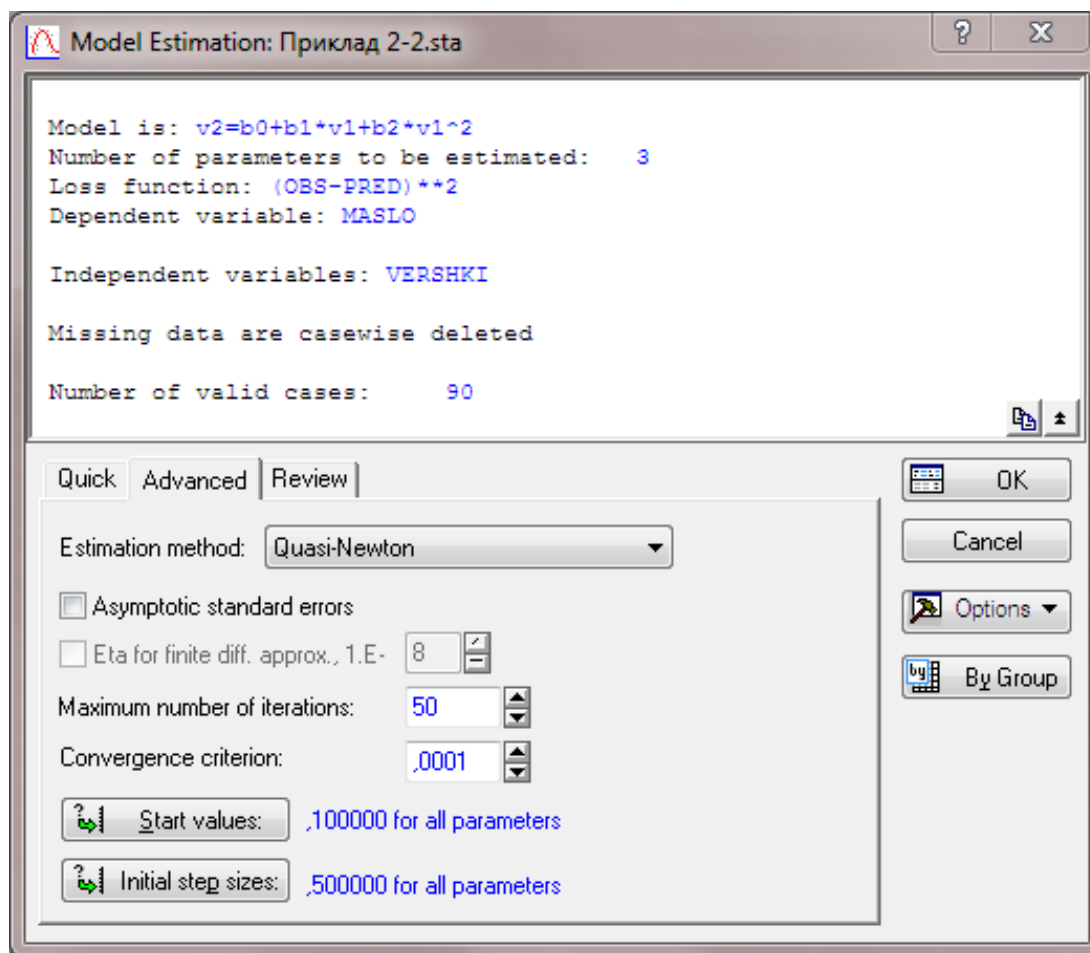 Model Estimation: Приклад 2-2.sta
Model is: v2=b0+b1*v1+b2*v1^2
Number of parameters to be estimated: 3
Loss function: (OBS-PRED)**2
Dependent variable: MASLO
Independent variables: VERSHKI
Missing data are casewise deleted
Number of valid cases: 90
Quick Advanced Review
OK
Cancel
Options
By Group
Estimation method: Quasi-Newton
Asymptotic standard errors
Eta for finite diff. approx., 1.E- 8
Maximum number of iterations: 50
Convergence criterion: ,0001
Start values: ,100000 for all parameters
Initial step sizes: ,500000 for all parameters